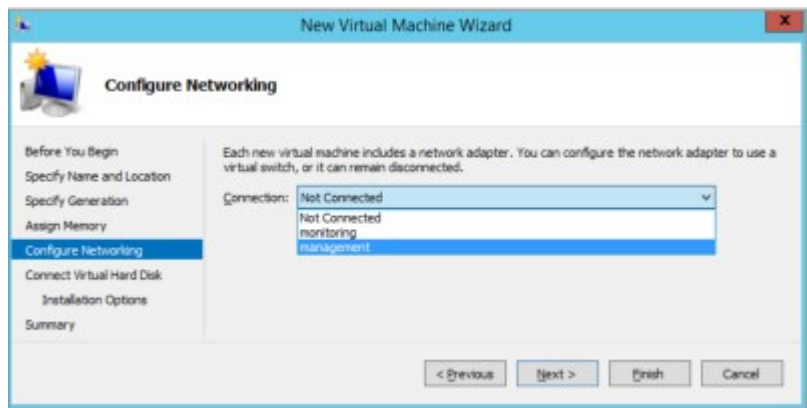 New Virtual Machine Wizard
Configure Networking
Before You Begin
Specify Name and Location
Specify Generation
Assign Memory
Configure Networking
Connect Virtual Hard Disk
Installation Options
Summary
Each new virtual machine includes a network adapter. You can configure the network adapter to use a
virtual switch, or it can remain disconnected.
Connection: Not Connected
Not Connected
monitoring
management
< Previous Next > Finish Cancel